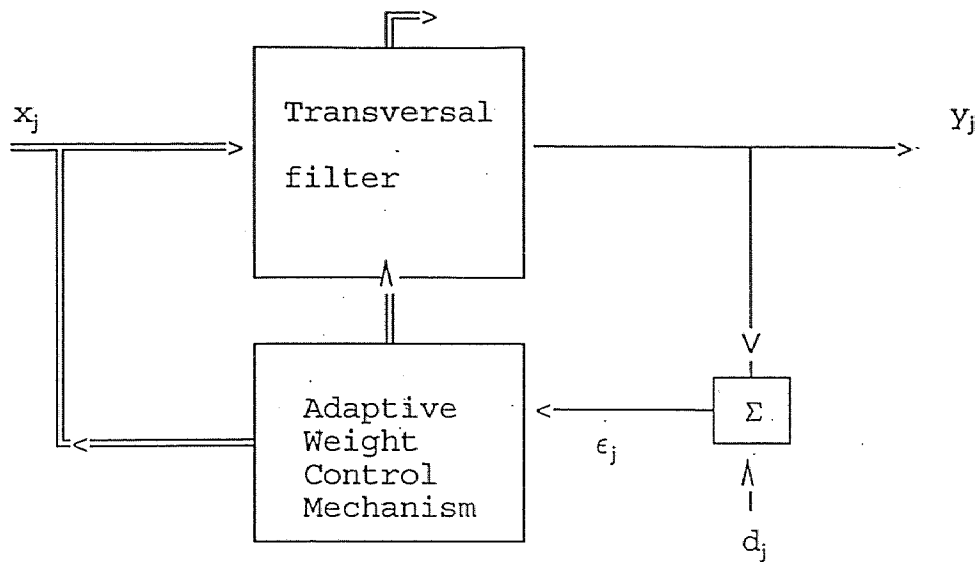 x_j
Transversal
filter
y_j
Adaptive
Weight
Control
Mechanism
ϵ_j
Σ
d_j